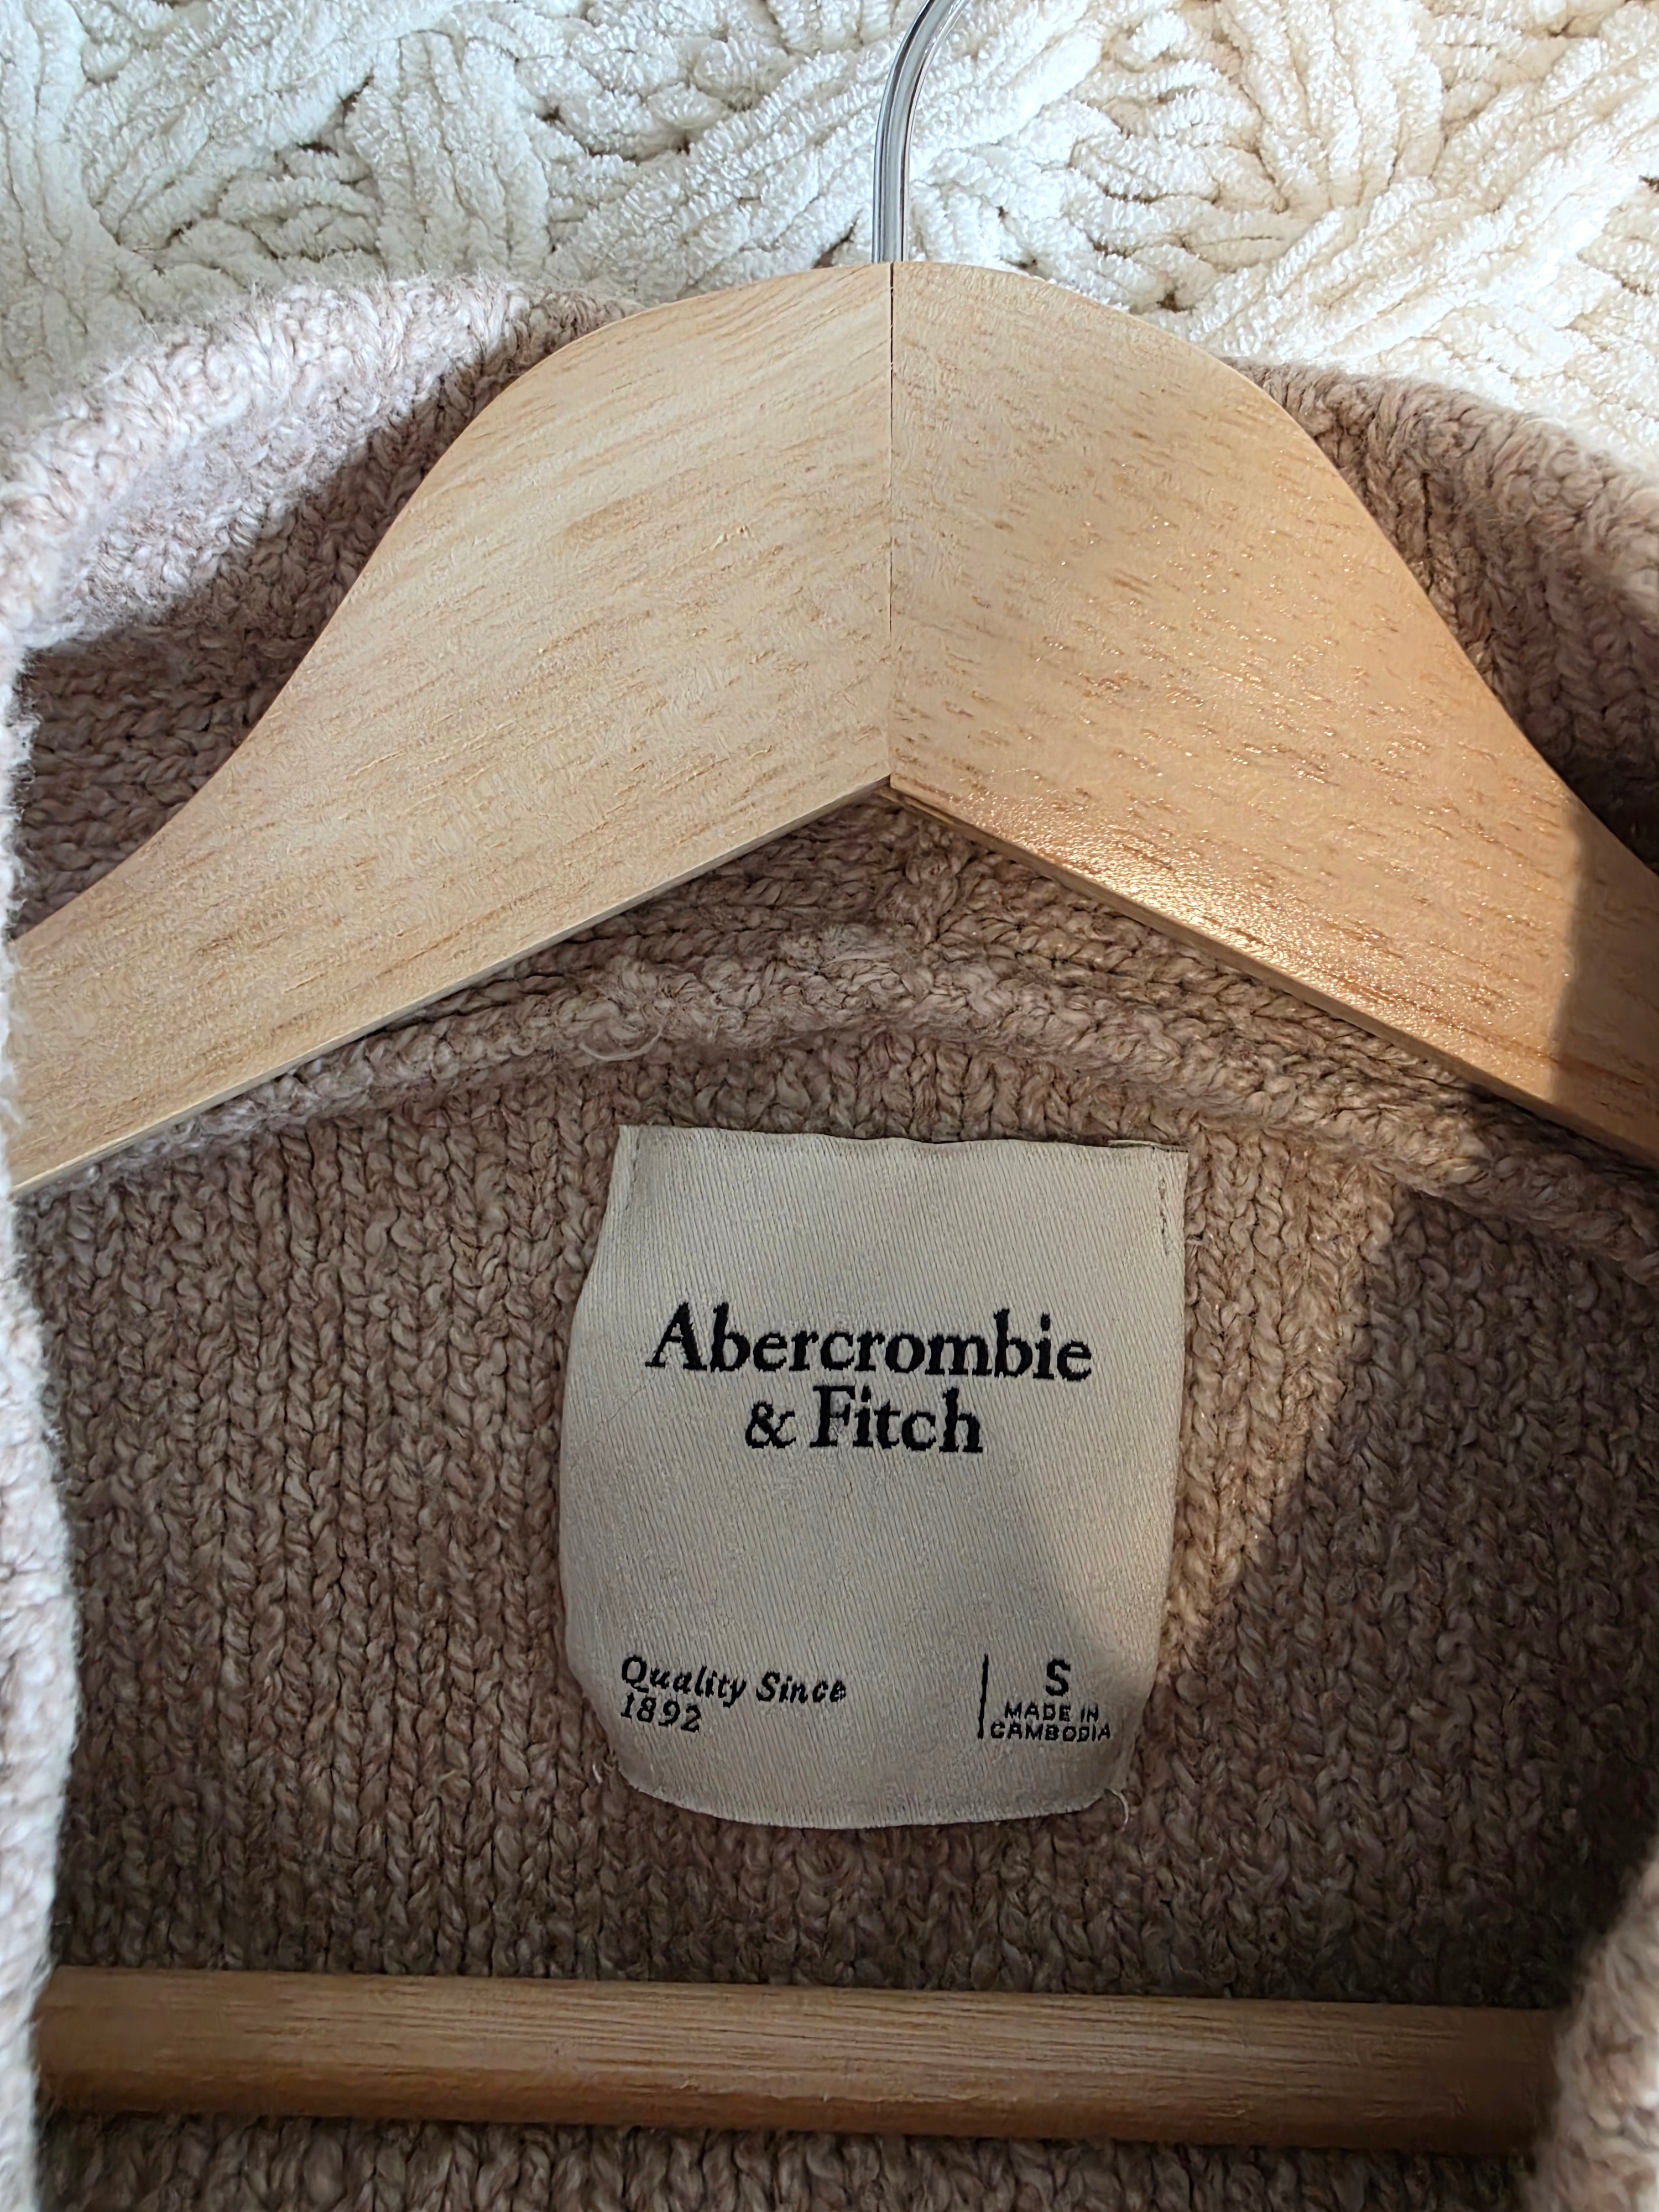 Abercrombie
& Fitch
Quality Since
1892
S
MADE IN
CAMBODIA